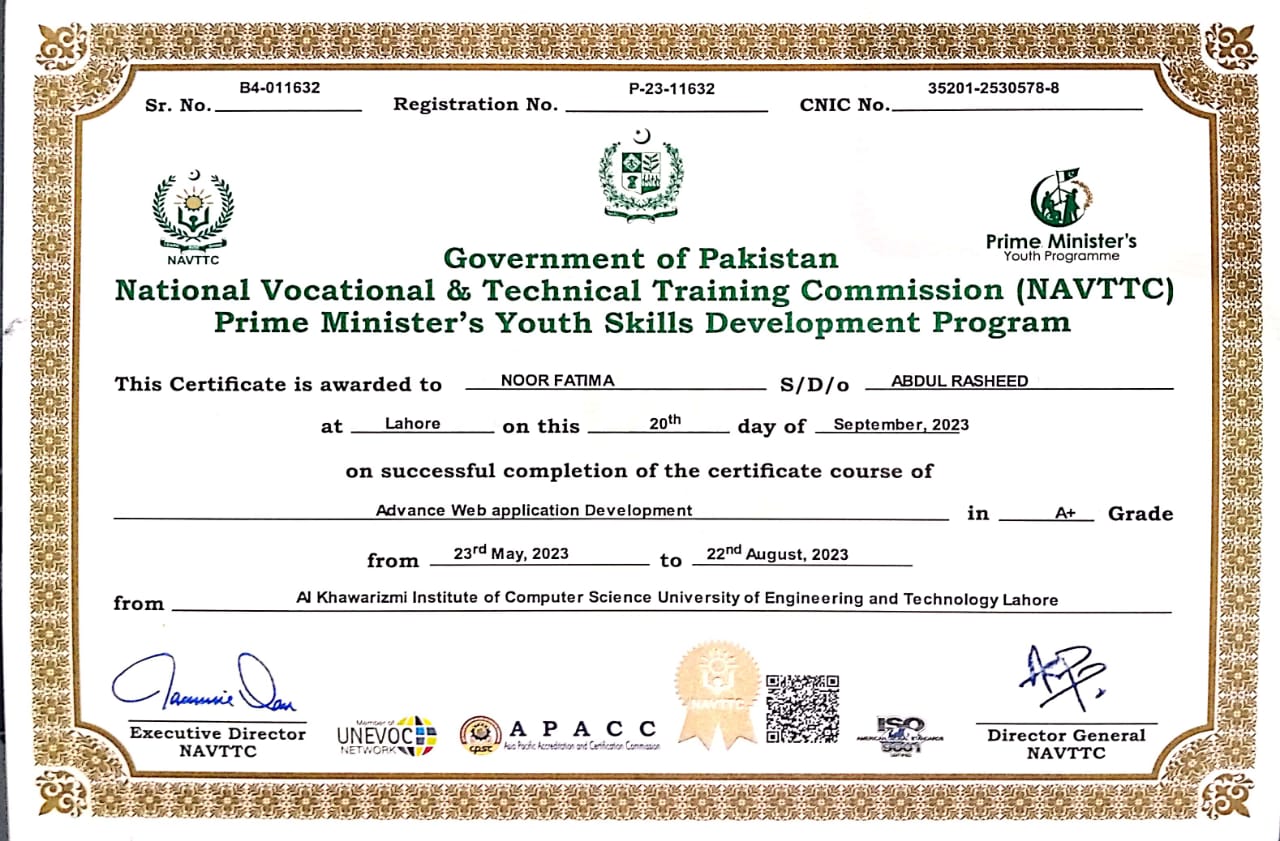 Sr. No. B4-011632 Registration No. P-23-11632 CNIC No. 35201-2530578-8
NAVTTC
Prime Minister's
Youth Programme
Government of Pakistan
National Vocational & Technical Training Commission (NAVTTC)
Prime Minister's Youth Skills Development Program
This Certificate is awarded to NOOR FATIMA S/D/o ABDUL RASHEED
at Lahore on this 20th day of September, 2023
on successful completion of the certificate course of
Advance Web application Development in A+ Grade
from 23rd May, 2023 to 22nd August, 2023
from Al Khawarizmi Institute of Computer Science University of Engineering and Technology Lahore
Executive Director
NAVTTC
Member of
UNEVOC
NETWORK
cpsc
APACC
Asia Pacific Accreditation and Certification Commission
NAVTTC
ISO
9001
Director General
NAVTTC